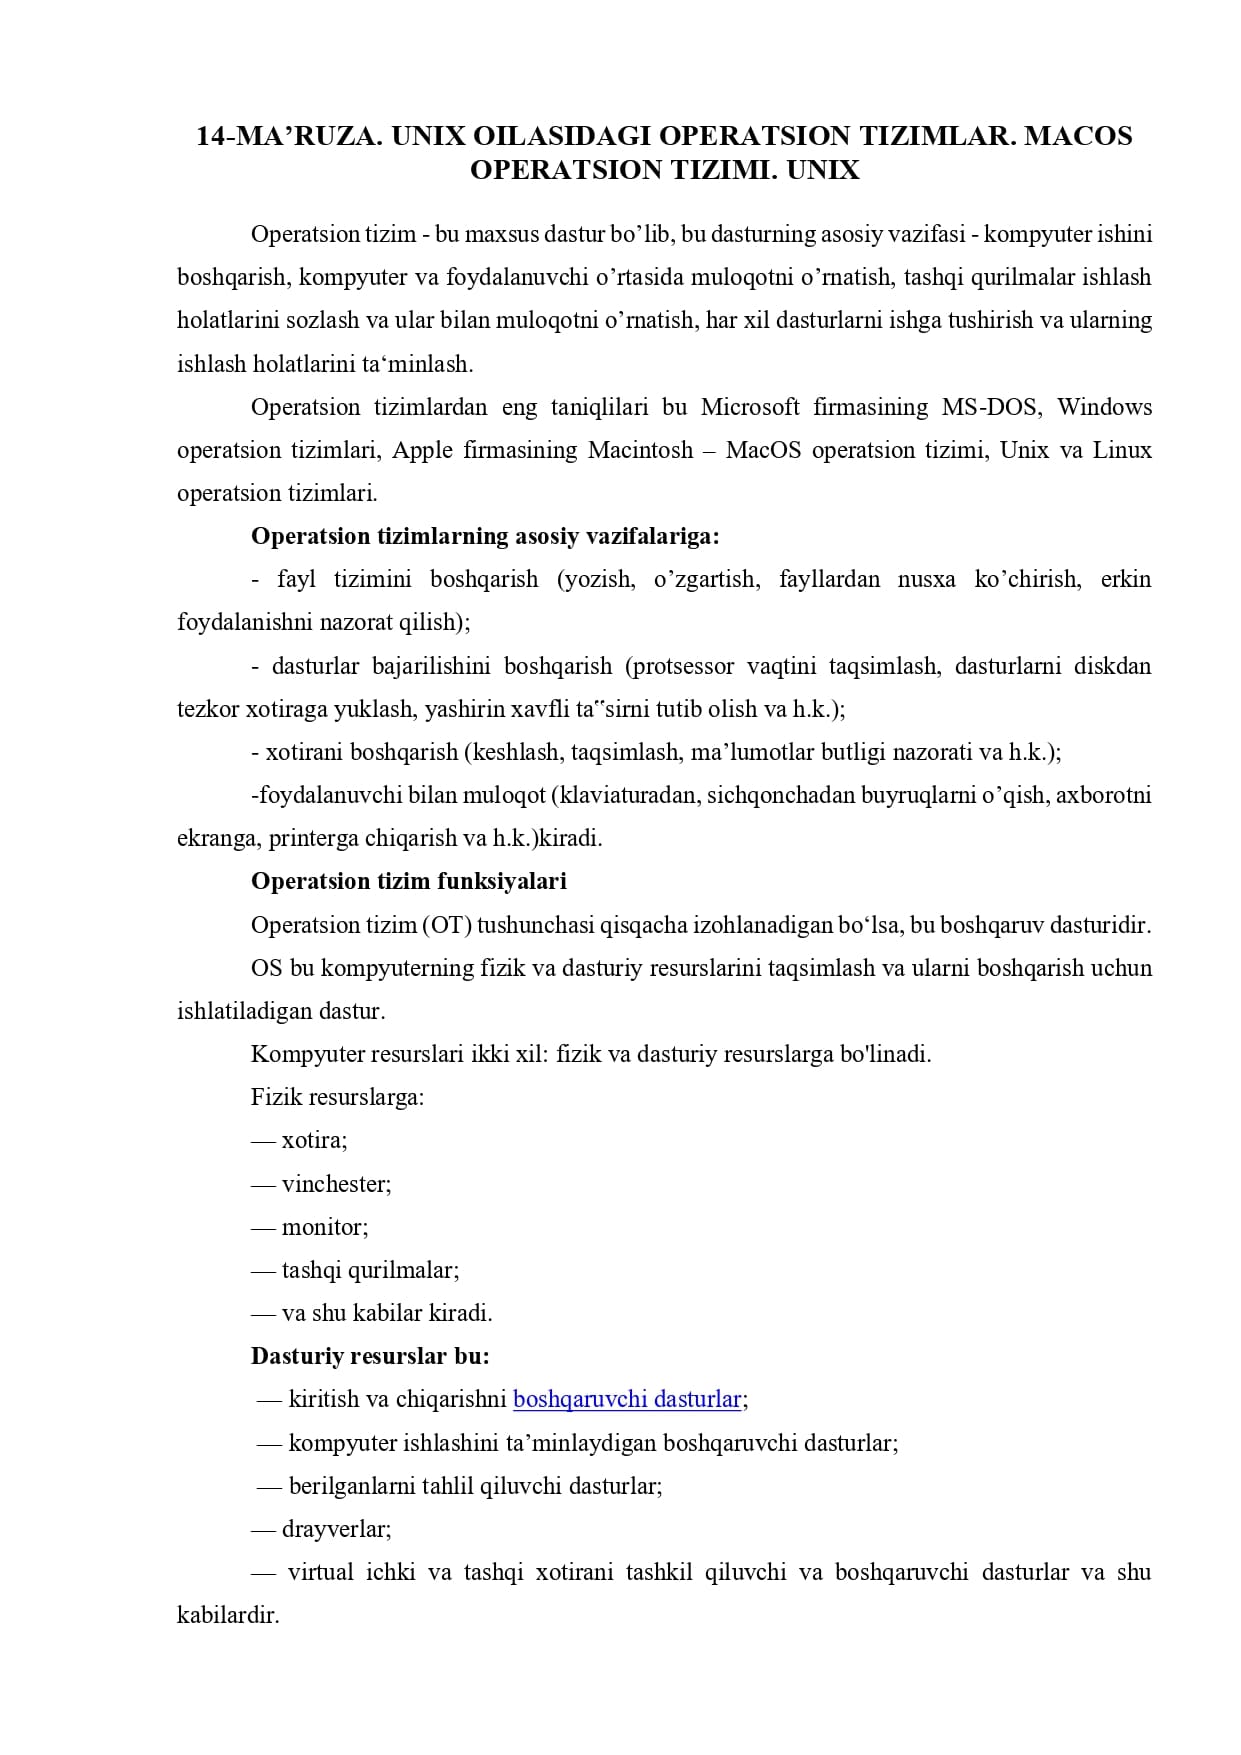 14-MA’RUZA. UNIX OILASIDAGI OPERATSION TIZIMLAR. MACOS
OPERATSION TIZIMI. UNIX
Operatsion tizim - bu maxsus dastur bo’lib, bu dasturning asosiy vazifasi - kompyuter ishini
boshqarish, kompyuter va foydalanuvchi o’rtasida muloqotni o’rnatish, tashqi qurilmalar ishlash
holatlarini sozlash va ular bilan muloqotni o’rnatish, har xil dasturlarni ishga tushirish va ularning
ishlash holatlarini ta‘minlash.
Operatsion tizimlardan eng taniqlilari bu Microsoft firmasining MS-DOS, Windows
operatsion tizimlari, Apple firmasining Macintosh – MacOS operatsion tizimi, Unix va Linux
operatsion tizimlari.
Operatsion tizimlarning asosiy vazifalariga:
- fayl tizimini boshqarish (yozish, o’zgartish, fayllardan nusxa ko’chirish, erkin
foydalanishni nazorat qilish);
- dasturlar bajarilishini boshqarish (protsessor vaqtini taqsimlash, dasturlarni diskdan
tezkor xotiraga yuklash, yashirin xavfli ta‟sirni tutib olish va h.k.);
- xotirani boshqarish (keshlash, taqsimlash, ma’lumotlar butligi nazorati va h.k.);
-foydalanuvchi bilan muloqot (klaviaturadan, sichqonchadan buyruqlarni o’qish, axborotni
ekranga, printerga chiqarish va h.k.)kiradi.
Operatsion tizim funksiyalari
Operatsion tizim (OT) tushunchasi qisqacha izohlanadigan bo‘lsa, bu boshqaruv dasturidir.
OS bu kompyuterning fizik va dasturiy resurslarini taqsimlash va ularni boshqarish uchun
ishlatiladigan dastur.
Kompyuter resurslari ikki xil: fizik va dasturiy resurslarga bo'linadi.
Fizik resurslarga:
— xotira;
— vinchester;
— monitor;
— tashqi qurilmalar;
— va shu kabilar kiradi.
Dasturiy resurslar bu:
— kiritish va chiqarishni boshqaruvchi dasturlar;
— kompyuter ishlashini ta’minlaydigan boshqaruvchi dasturlar;
— berilganlarni tahlil qiluvchi dasturlar;
— drayverlar;
— virtual ichki va tashqi xotirani tashkil qiluvchi va boshqaruvchi dasturlar va shu
kabilardir.